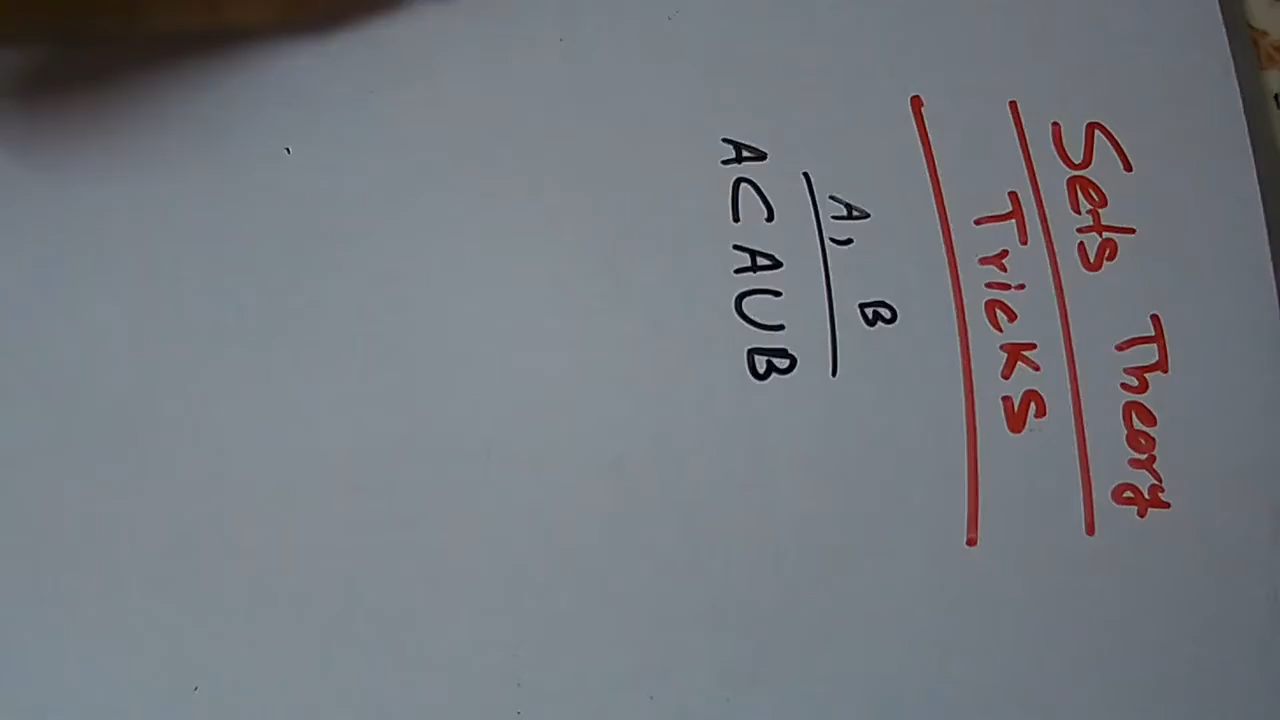 Sets Theory
Tricks
A, B
A ⊂ A ∪ B